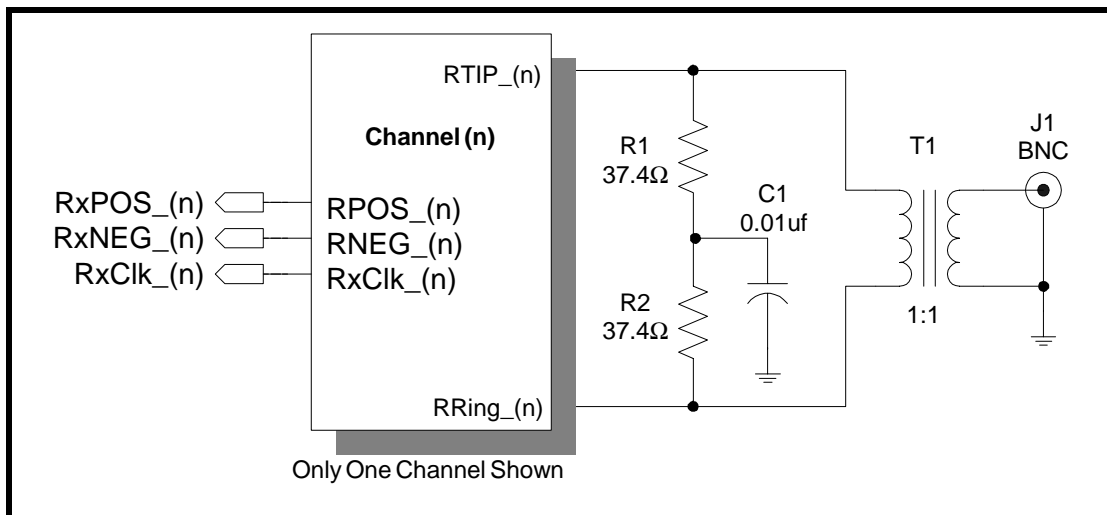 RTIP_(n)
Channel (n)
RxPOS_(n)
RPOS_(n)
RxNEG_(n)
RNEG_(n)
RxClk_(n)
RxClk_(n)
RRing_(n)
Only One Channel Shown
R1
37.4Ω
C1
0.01uf
R2
37.4Ω
T1
1:1
J1
BNC